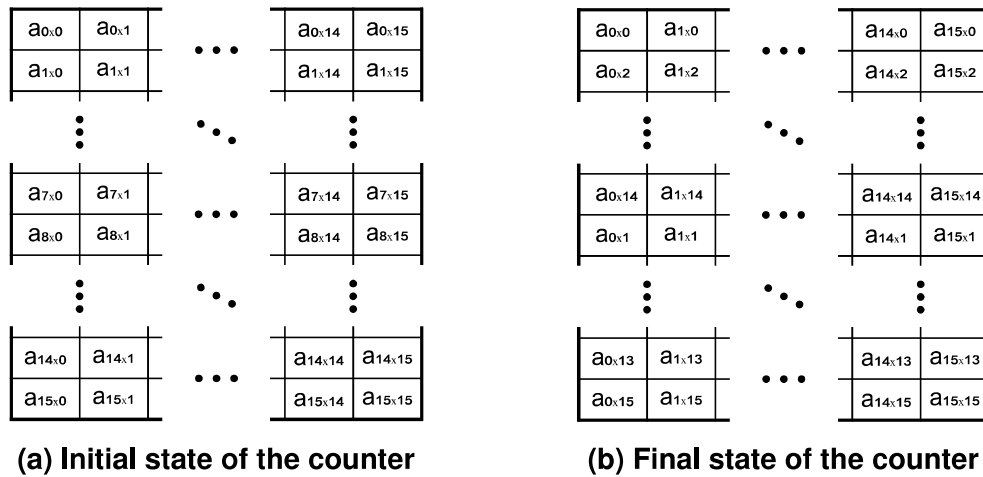 a0x0 a0x1 ••• a0x14 a0x15 a0x0 a1x0 ••• a14x0 a15x0
a1x0 a1x1 a1x14 a1x15 a0x2 a1x2 a14x2 a15x2
a7x0 a7x1 ••• a7x14 a7x15 a0x14 a1x14 ••• a14x14 a15x14
a8x0 a8x1 a8x14 a8x15 a0x1 a1x1 a14x1 a15x1
a14x0 a14x1 ••• a14x14 a14x15 a0x13 a1x13 ••• a14x13 a15x13
a15x0 a15x1 a15x14 a15x15 a0x15 a1x15 a14x15 a15x15
(a) Initial state of the counter (b) Final state of the counter